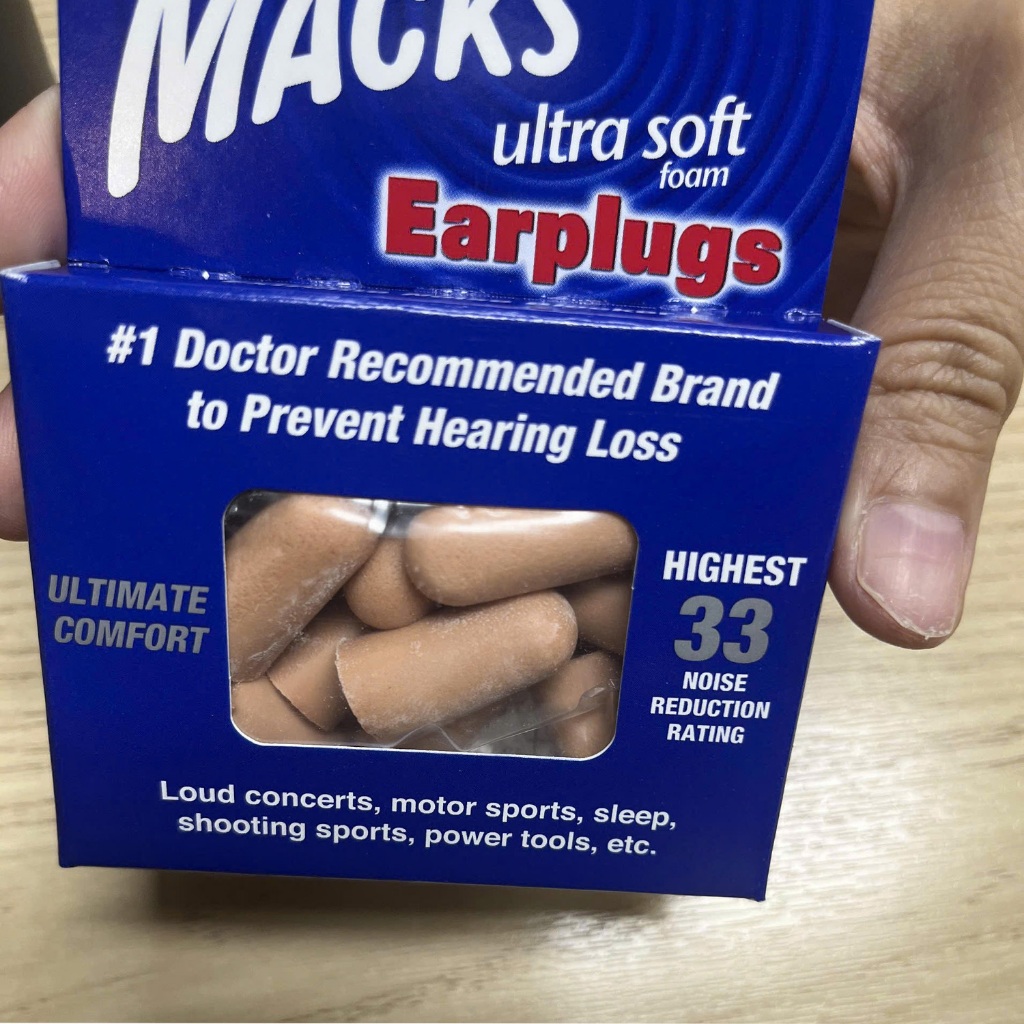 MACK'S
ultra soft
foam
Earplugs
#1 Doctor Recommended Brand
to Prevent Hearing Loss
ULTIMATE
COMFORT
HIGHEST
33
NOISE
REDUCTION
RATING
Loud concerts, motor sports, sleep,
shooting sports, power tools, etc.